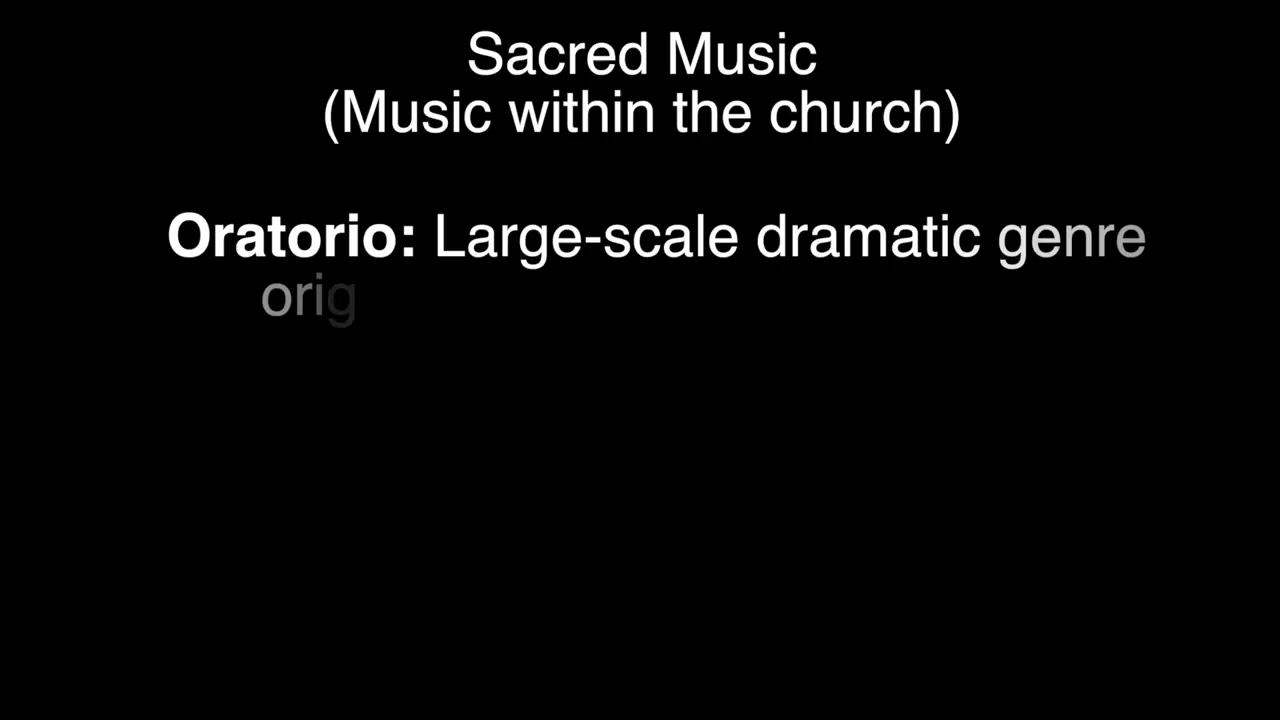 Sacred Music
(Music within the church)
Oratorio: Large-scale dramatic genre
orig